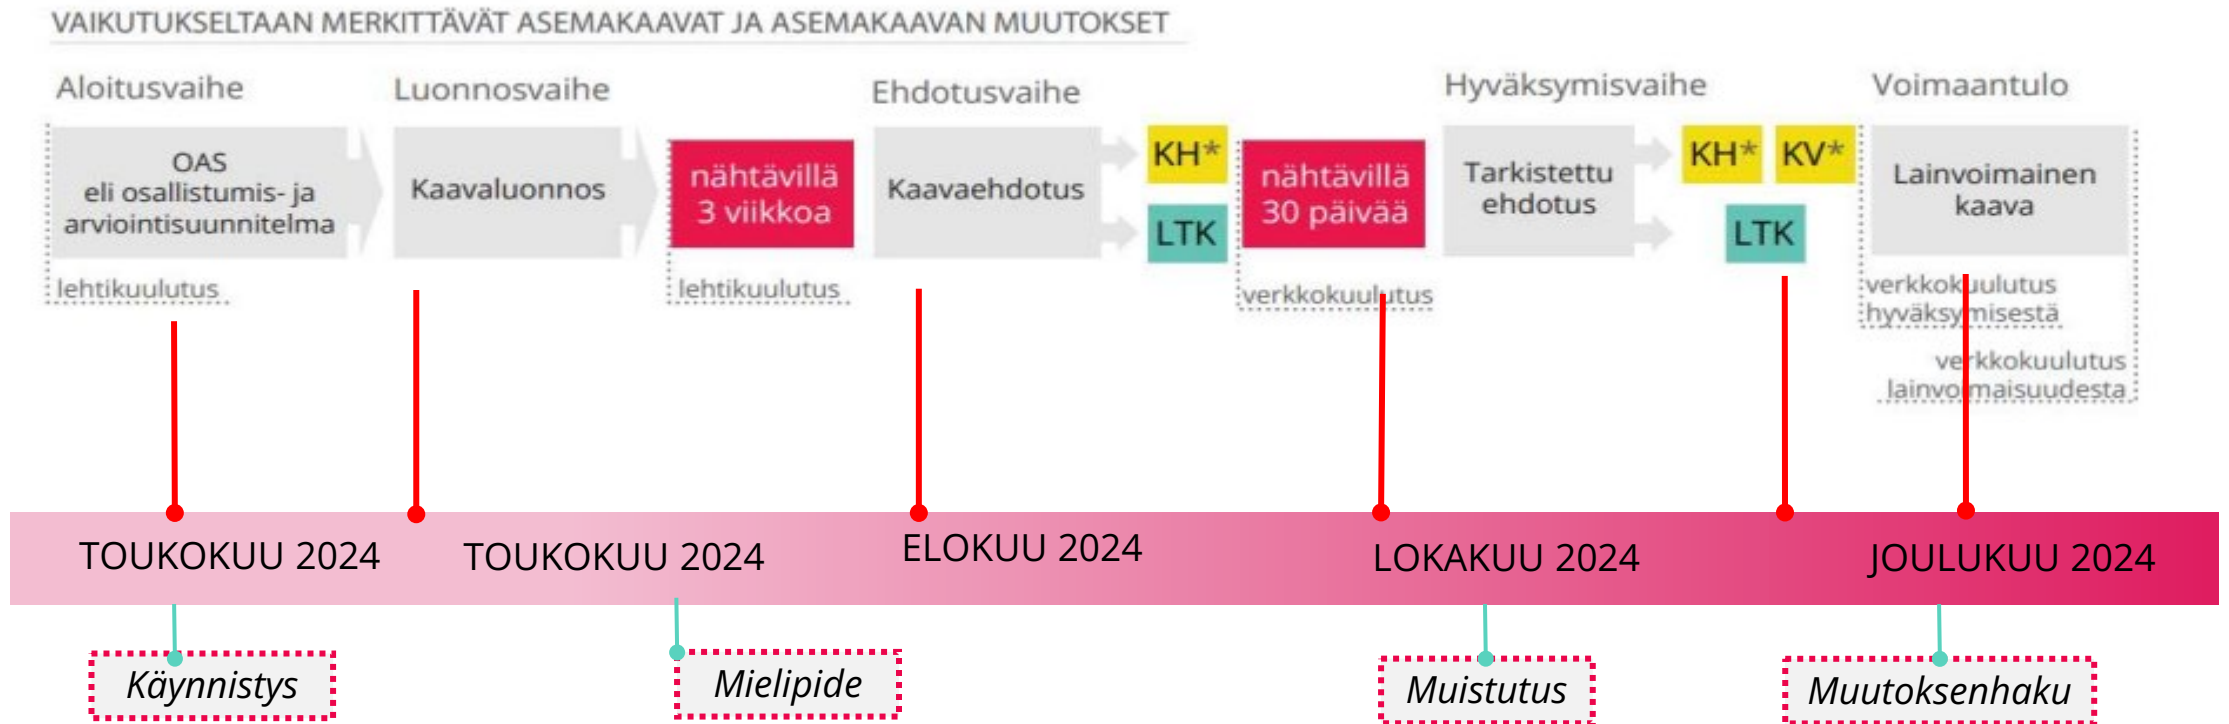 VAIKUTUKSELTAAN MERKITTÄVÄT ASEMAKAAVAT JA ASEMAKAAVAN MUUTOKSET
Aloitusvaihe
OAS
eli osallistumis- ja
arviointisuunnitelma
lehtikuulutus
Luonnosvaihe
Kaavaluonnos
nähtävillä
3 viikkoa
lehtikuulutus
Ehdotusvaihe
Kaavaehdotus
KH*
LTK
nähtävillä
30 päivää
verkkokuulutus
Hyväksymisvaihe
Tarkistettu
ehdotus
KH* KV*
LTK
Voimaantulo
Lainvoimainen
kaava
verkkokuulutus
hyväksymisestä
verkkokuulutus
lainvoimaisuudesta
TOUKOKUU 2024
TOUKOKUU 2024
ELOKUU 2024
LOKAKUU 2024
JOULUKUU 2024
Käynnistys
Mielipide
Muistutus
Muutoksenhaku